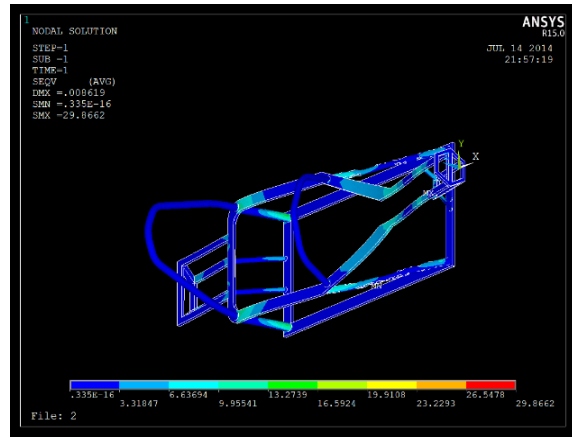 1
NODAL SOLUTION
STEP=1
SUB =1
TIME=1
SEQV (AVG)
DMX =.008619
SMN =.335E-16
SMX =29.8662
ANSYS
R15.0
JUL 14 2014
21:57:19
Y
X
MX
MN
.335E-16 6.63694 13.2739 19.9108 26.5478
3.31847 9.95541 16.5924 23.2293 29.8662
File: 2